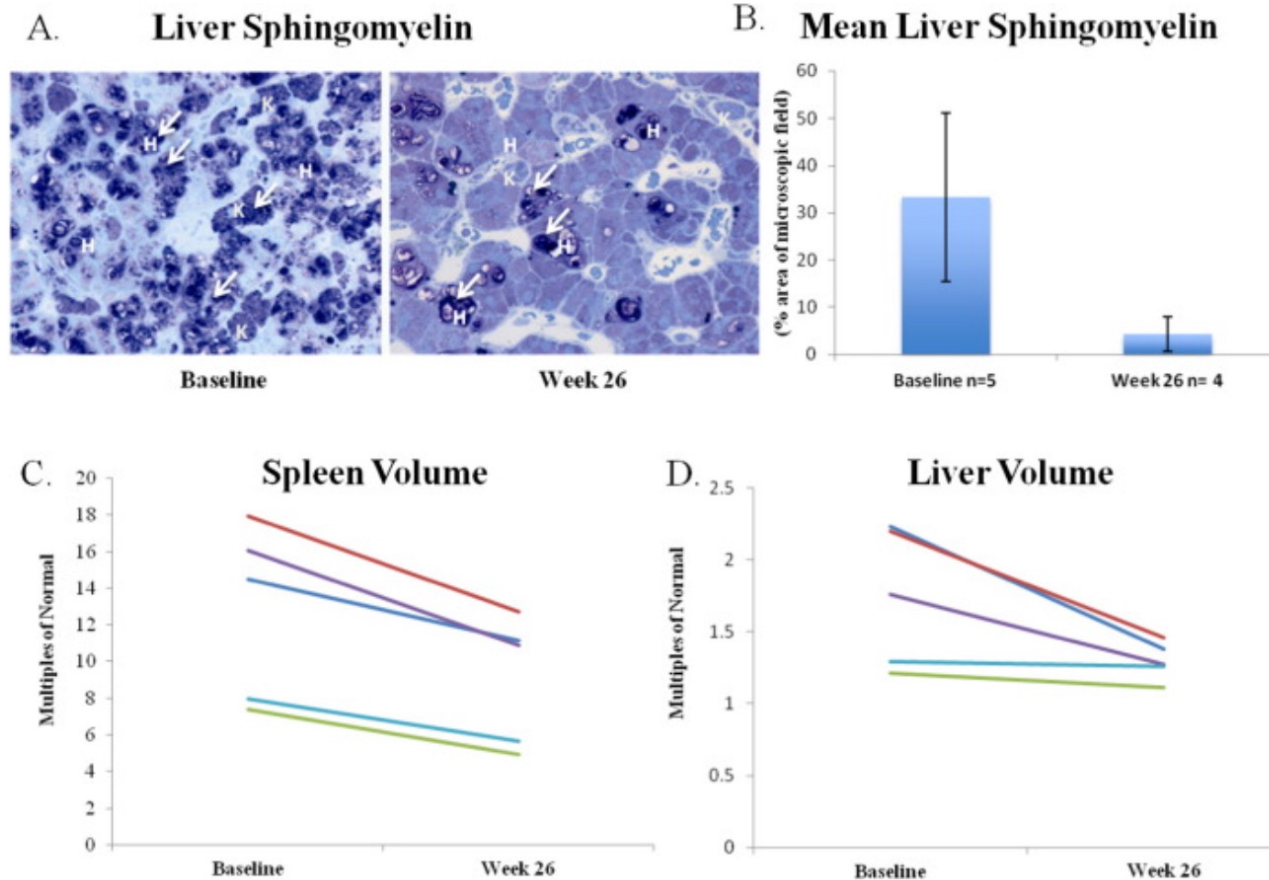 A.
Liver Sphingomyelin
K
H
H
K
H
K
H
K
H
K
H
H
Baseline
Week 26
B.
Mean Liver Sphingomyelin
(% area of microscopic field)
60
50
40
30
20
10
0
Baseline n=5
Week 26 n= 4
C.
Spleen Volume
Multiples of Normal
20
18
16
14
12
10
8
6
4
2
0
Baseline
Week 26
D.
Liver Volume
Multiples of Normal
2.5
2
1.5
1
0.5
0
Baseline
Week 26